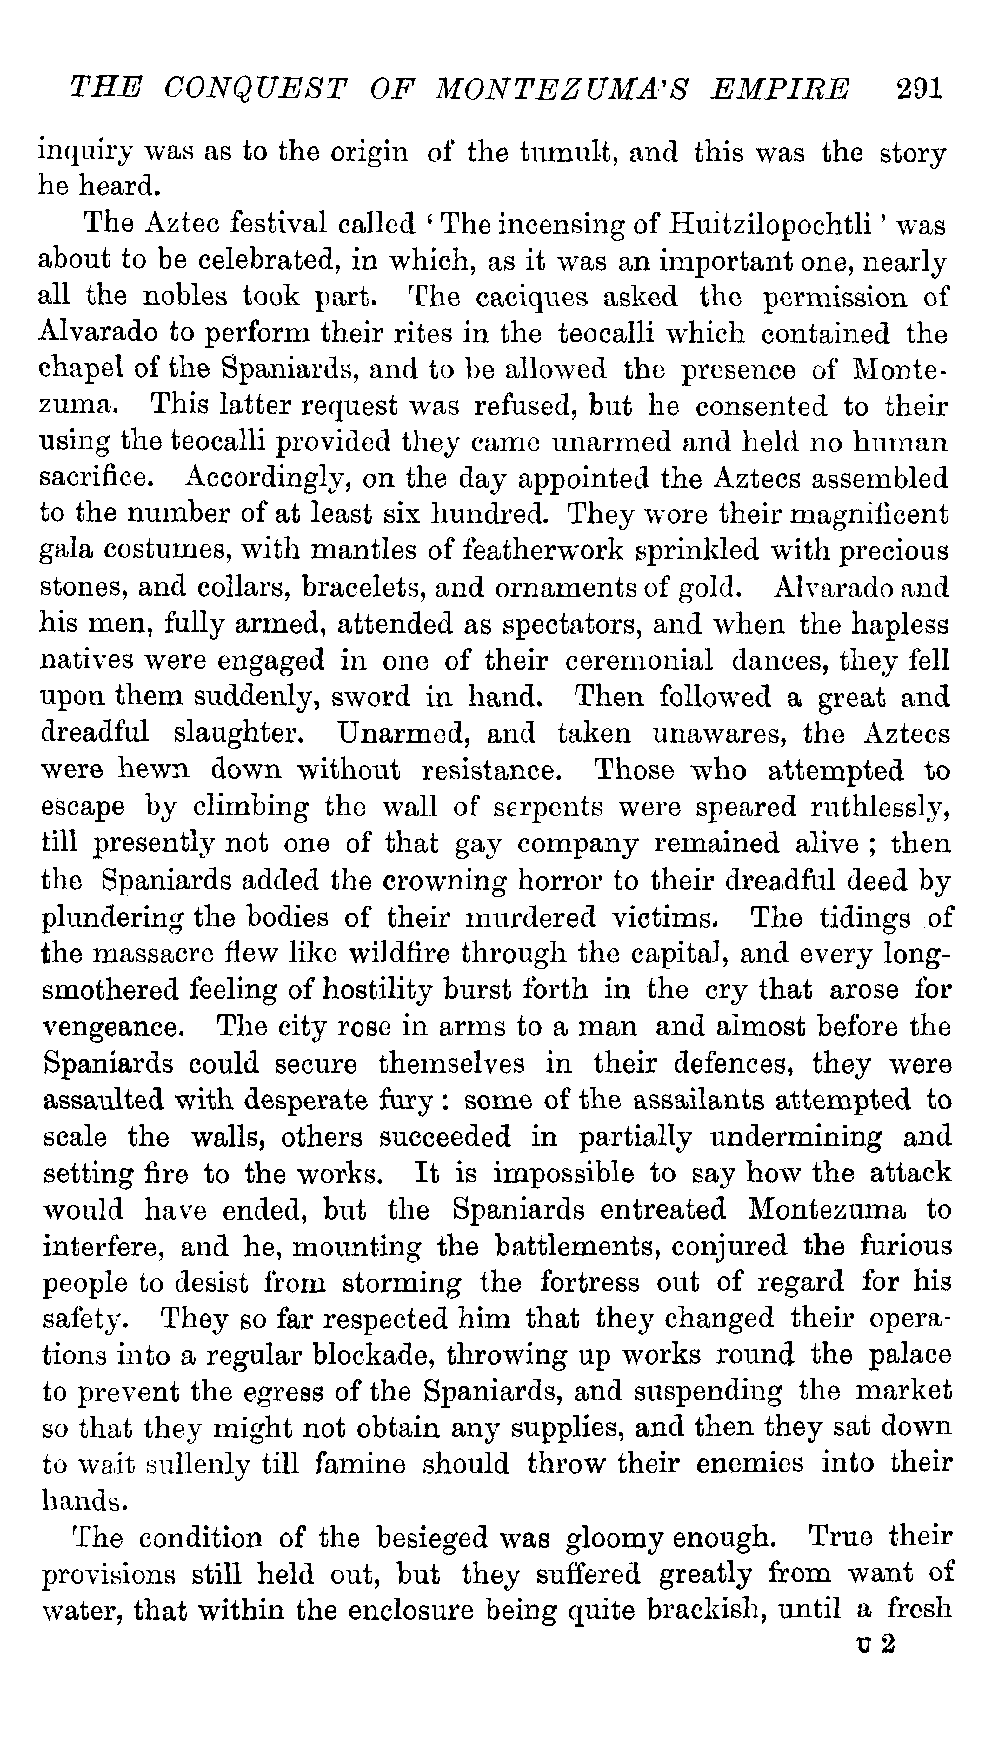 THE CONQUEST OF MONTEZUMA'S EMPIRE 291
inquiry was as to the origin of the tumult, and this was the story
he heard.
The Aztec festival called ‘ The incensing of Huitzilopochtli ’ was
about to be celebrated, in which, as it was an important one, nearly
all the nobles took part. The caciques asked the permission of
Alvarado to perform their rites in the teocalli which contained the
chapel of the Spaniards, and to be allowed the presence of Monte-
zuma. This latter request was refused, but he consented to their
using the teocalli provided they came unarmed and held no human
sacrifice. Accordingly, on the day appointed the Aztecs assembled
to the number of at least six hundred. They wore their magnificent
gala costumes, with mantles of featherwork sprinkled with precious
stones, and collars, bracelets, and ornaments of gold. Alvarado and
his men, fully armed, attended as spectators, and when the hapless
natives were engaged in one of their ceremonial dances, they fell
upon them suddenly, sword in hand. Then followed a great and
dreadful slaughter. Unarmed, and taken unawares, the Aztecs
were hewn down without resistance. Those who attempted to
escape by climbing the wall of serpents were speared ruthlessly,
till presently not one of that gay company remained alive ; then
the Spaniards added the crowning horror to their dreadful deed by
plundering the bodies of their murdered victims. The tidings of
the massacre flew like wildfire through the capital, and every long-
smothered feeling of hostility burst forth in the cry that arose for
vengeance. The city rose in arms to a man and almost before the
Spaniards could secure themselves in their defences, they were
assaulted with desperate fury : some of the assailants attempted to
scale the walls, others succeeded in partially undermining and
setting fire to the works. It is impossible to say how the attack
would have ended, but the Spaniards entreated Montezuma to
interfere, and he, mounting the battlements, conjured the furious
people to desist from storming the fortress out of regard for his
safety. They so far respected him that they changed their opera-
tions into a regular blockade, throwing up works round the palace
to prevent the egress of the Spaniards, and suspending the market
so that they might not obtain any supplies, and then they sat down
to wait sullenly till famine should throw their enemies into their
hands.
The condition of the besieged was gloomy enough. True their
provisions still held out, but they suffered greatly from want of
water, that within the enclosure being quite brackish, until a fresh
U 2